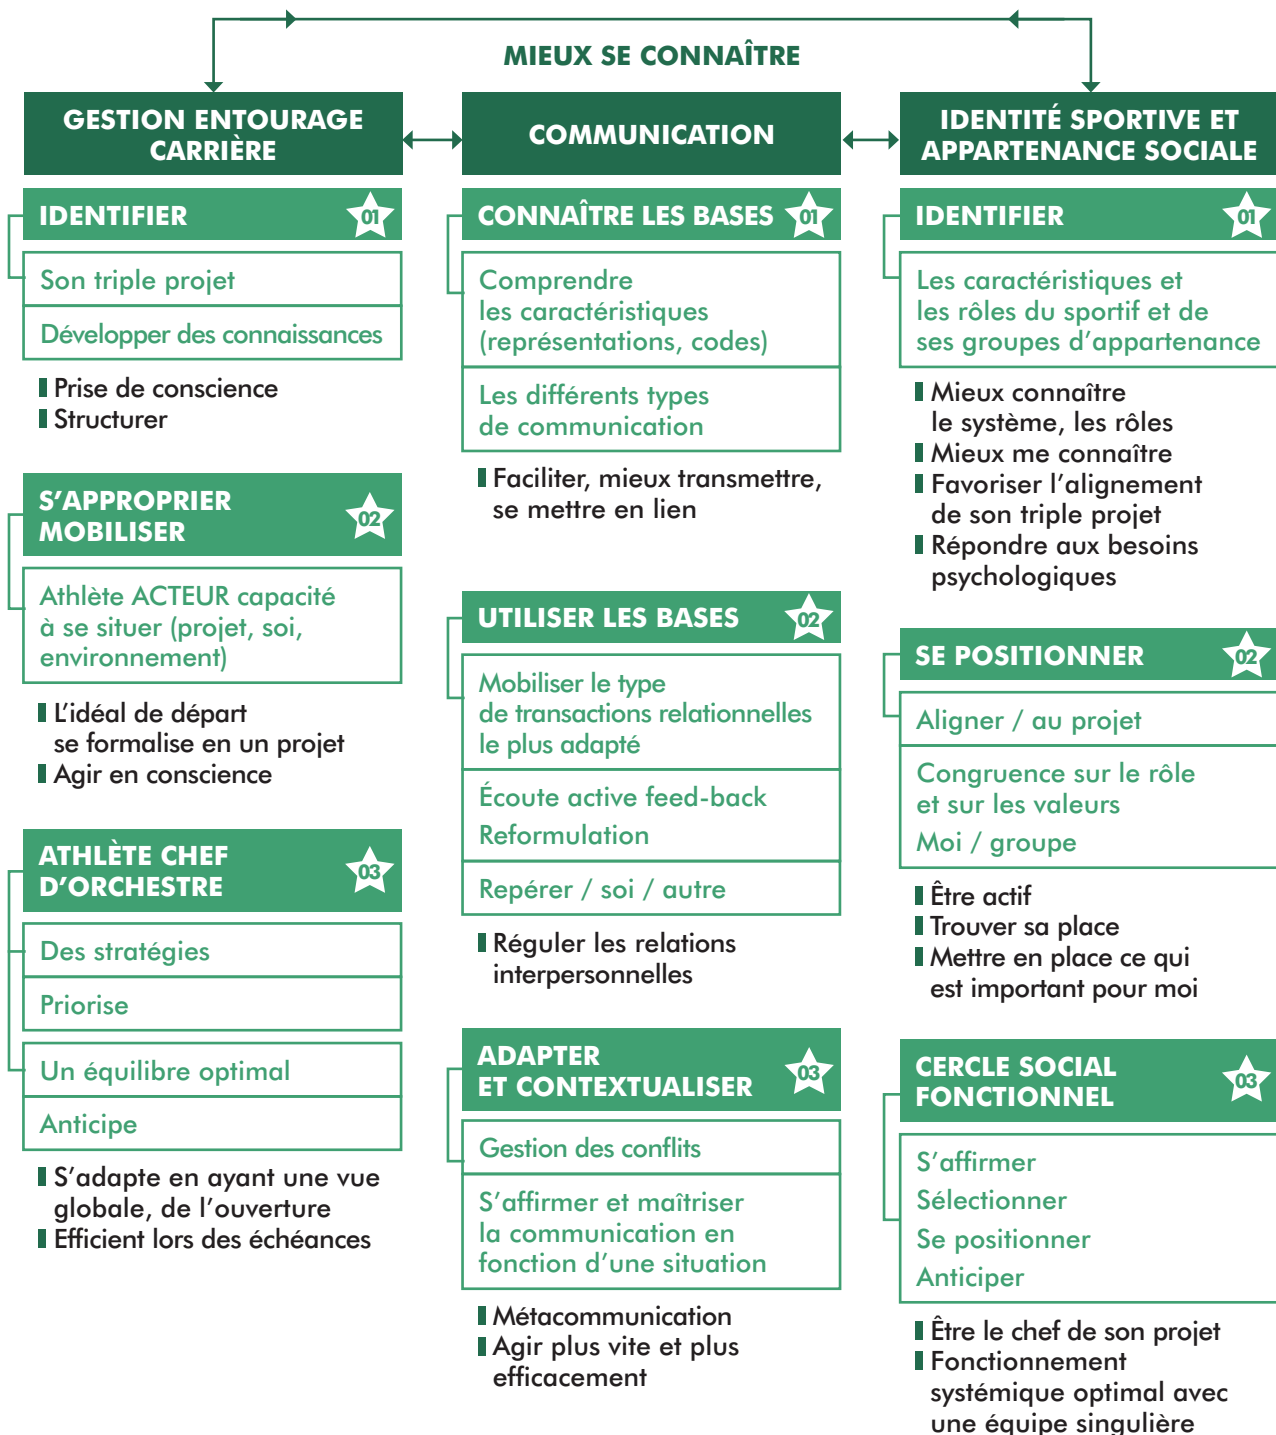 MIEUX SE CONNAÎTRE
GESTION ENTOURAGE
CARRIÈRE
IDENTIFIER
01
Son triple projet
Développer des connaissances
Prise de conscience
Structurer
S’APPROPRIER
MOBILISER
02
Athlète ACTEUR capacité
à se situer (projet, soi,
environnement)
L’idéal de départ
se formalise en un projet
Agir en conscience
ATHLÈTE CHEF
D’ORCHESTRE
03
Des stratégies
Priorise
Un équilibre optimal
Anticipe
S’adapte en ayant une vue
globale, de l’ouverture
Efficient lors des échéances
COMMUNICATION
CONNAÎTRE LES BASES
01
Comprendre
les caractéristiques
(représentations, codes)
Les différents types
de communication
Faciliter, mieux transmettre,
se mettre en lien
UTILISER LES BASES
02
Mobiliser le type
de transactions relationnelles
le plus adapté
Écoute active feed-back
Reformulation
Repérer / soi / autre
Réguler les relations
interpersonnelles
ADAPTER
ET CONTEXTUALISER
03
Gestion des conflits
S’affirmer et maîtriser
la communication en
fonction d’une situation
Métacommunication
Agir plus vite et plus
efficacement
IDENTITÉ SPORTIVE ET
APPARTENANCE SOCIALE
IDENTIFIER
01
Les caractéristiques et
les rôles du sportif et de
ses groupes d’appartenance
Mieux connaître
le système, les rôles
Mieux me connaître
Favoriser l’alignement
de son triple projet
Répondre aux besoins
psychologiques
SE POSITIONNER
02
Aligner / au projet
Congruence sur le rôle
et sur les valeurs
Moi / groupe
Être actif
Trouver sa place
Mettre en place ce qui
est important pour moi
CERCLE SOCIAL
FONCTIONNEL
03
S’affirmer
Sélectionner
Se positionner
Anticiper
Être le chef de son projet
Fonctionnement
systémique optimal avec
une équipe singulière